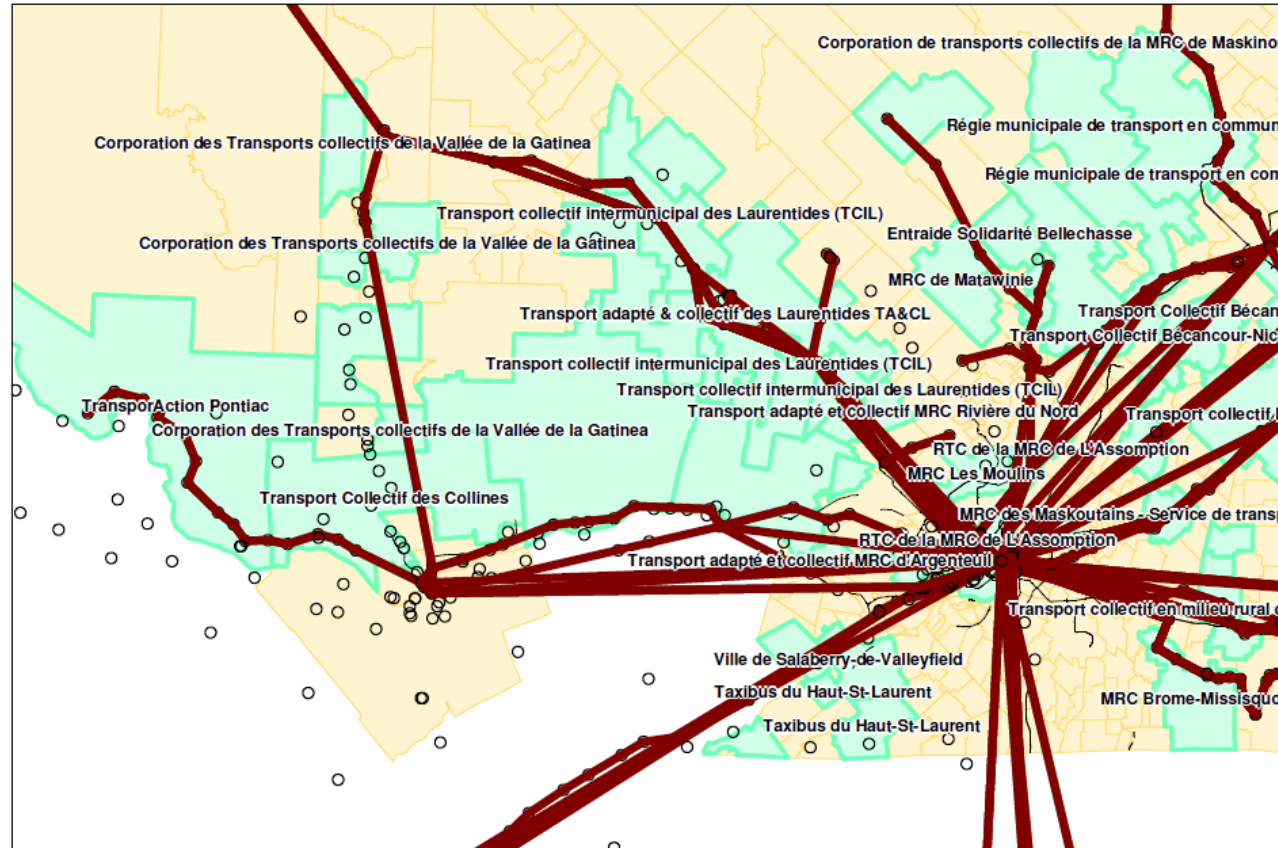 Corporation de transports collectifs de la MRC de Maskino
Régie municipale de transport en commun
Corporation des Transports collectifs de la Vallée de la Gatinea
Régie municipale de transport en com
Transport collectif intermunicipal des Laurentides (TCIL)
Entraide Solidarité Bellechasse
Corporation des Transports collectifs de la Vallée de la Gatinea
MRC de Matawinie
Transport adapté & collectif des Laurentides TA&CL
Transport Collectif Bécan
Transport Collectif Bécancour-Nic
Transport collectif intermunicipal des Laurentides (TCIL)
Transport collectif intermunicipal des Laurentides (TCIL)
TransporAction Pontiac
Transport adapté et collectif MRC Rivière du Nord
Transport collectif
Corporation des Transports collectifs de la Vallée de la Gatinea
RTC de la MRC de L'Assomption
MRC Les Moulins
Transport Collectif des Collines
MRC des Maskoutains - Service de transp
RTC de la MRC de L'Assomption
Transport adapté et collectif MRC d'Argenteuil
Transport collectif en milieu rural
Ville de Salaberry-de-Valleyfield
Taxibus du Haut-St-Laurent
MRC Brome-Missisquo
Taxibus du Haut-St-Laurent